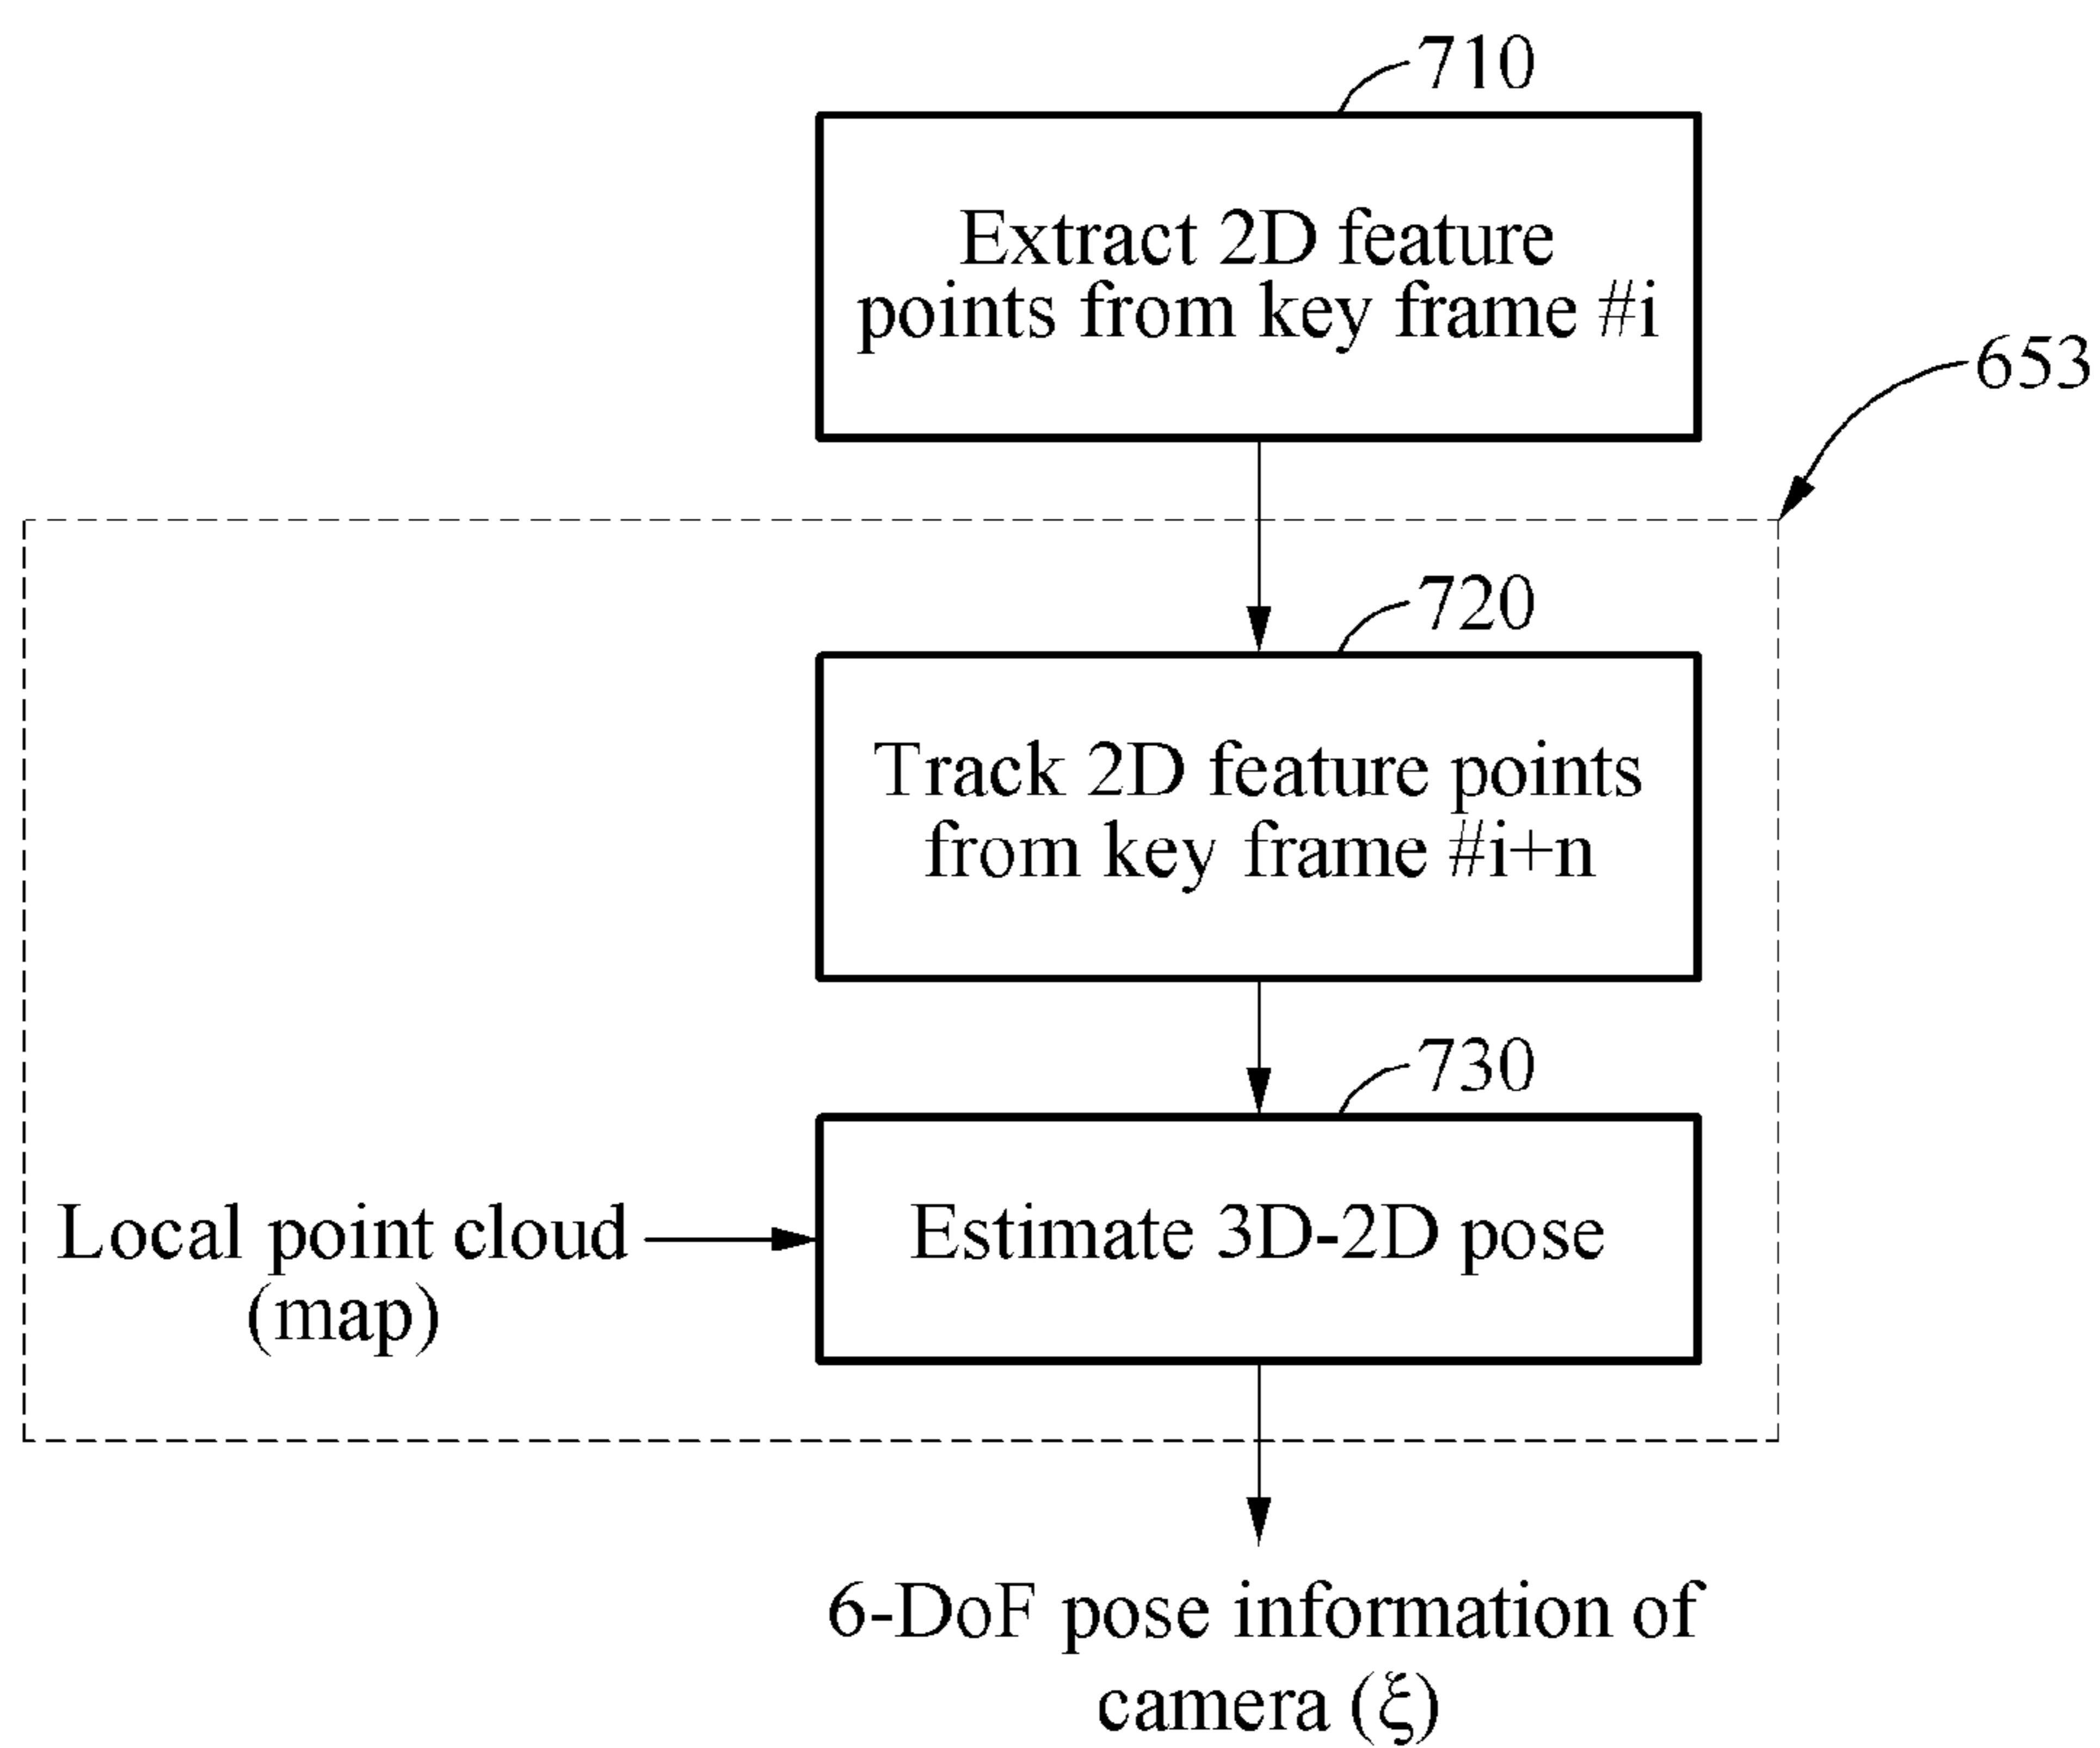 710
Extract 2D feature
points from key frame #i
653
720
Track 2D feature points
from key frame #i+n
730
Local point cloud
(map)
Estimate 3D-2D pose
6-DoF pose information of
camera (ξ)